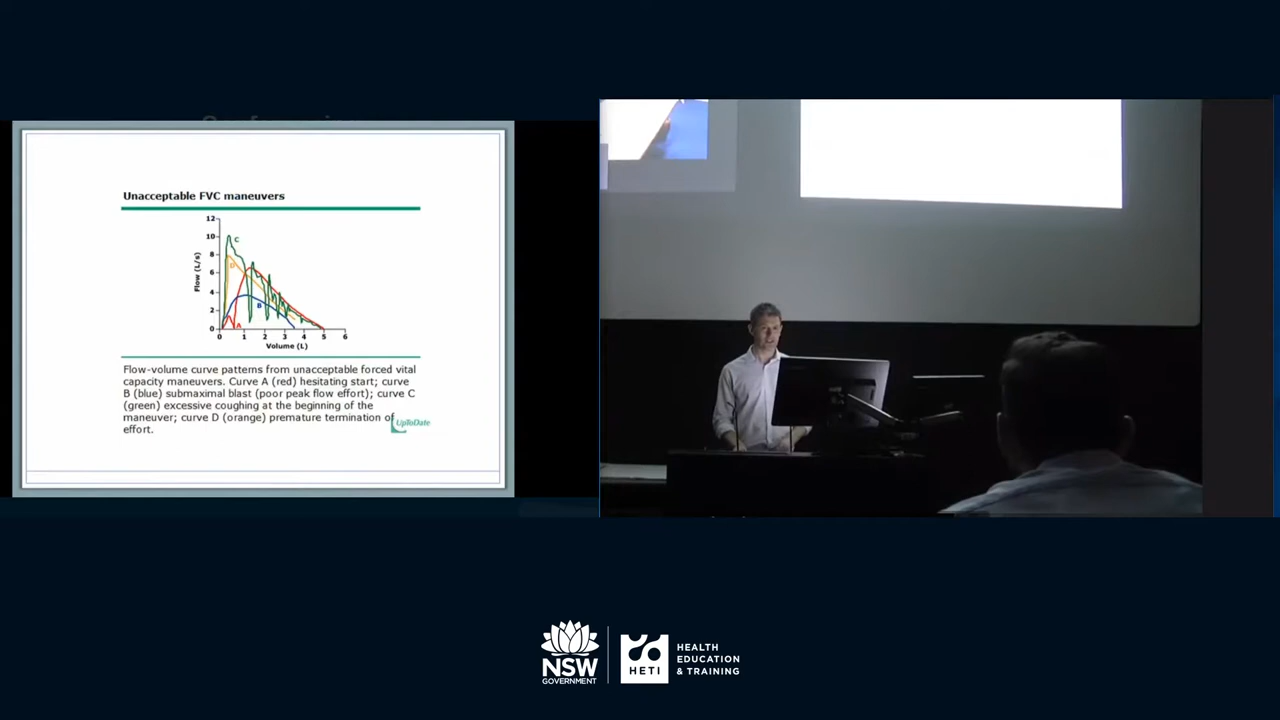 Unacceptable FVC maneuvers
12
10
8
6
4
2
0
Flow (L/s)
C
D
B
A
0 1 2 3 4 5 6
Volume (L)
Flow-volume curve patterns from unacceptable forced vital
capacity maneuvers. Curve A (red) hesitating start; curve
B (blue) submaximal blast (poor peak flow effort); curve C
(green) excessive coughing at the beginning of the
maneuver; curve D (orange) premature termination of
effort.
UpToDate
NSW
GOVERNMENT
HETI
HEALTH
EDUCATION
& TRAINING